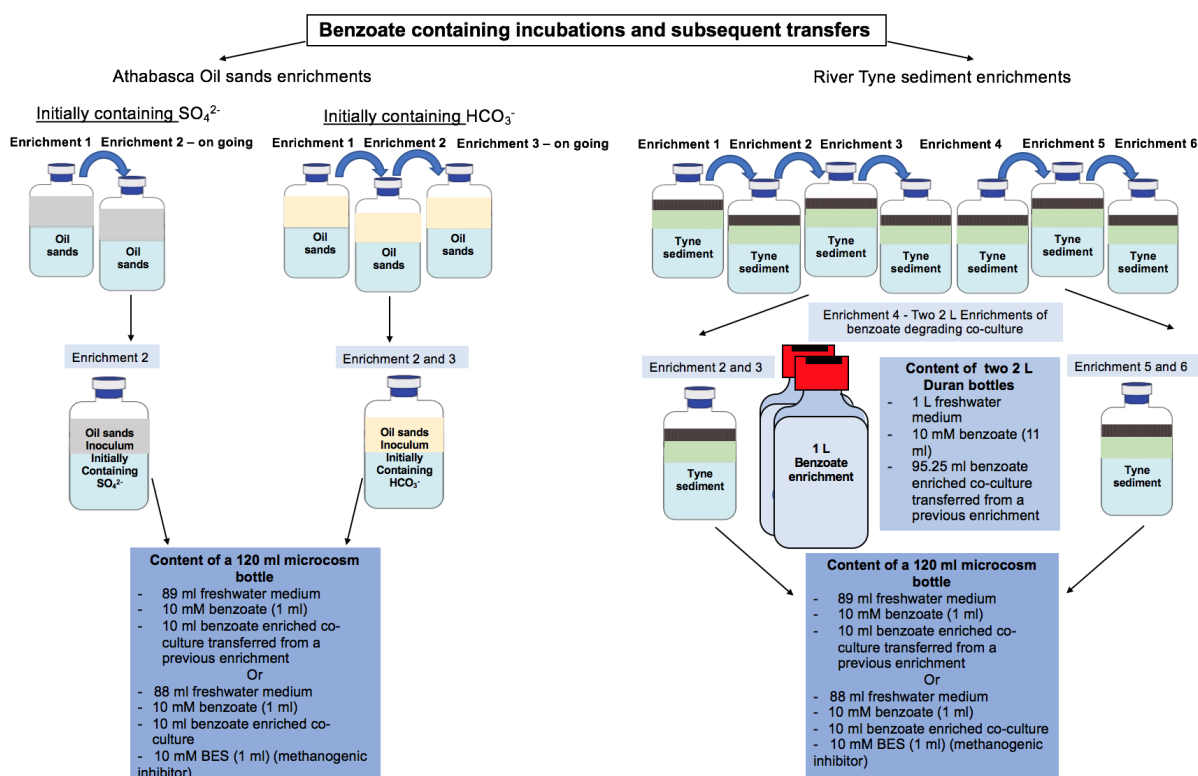 Benzoate containing incubations and subsequent transfers
Athabasca Oil sands enrichments
River Tyne sediment enrichments
Initially containing SO₄²⁻
Initially containing HCO₃⁻
Enrichment 1
Enrichment 2 – on going
Enrichment 1
Enrichment 2
Enrichment 3 – on going
Enrichment 1
Enrichment 2
Enrichment 3
Enrichment 4
Enrichment 5
Enrichment 6
Oil
sands
Oil
sands
Oil
sands
Oil
sands
Oil
sands
Tyne
sediment
Tyne
sediment
Tyne
sediment
Tyne
sediment
Tyne
sediment
Tyne
sediment
Tyne
sediment
Enrichment 2
Enrichment 2 and 3
Enrichment 4 - Two 2 L Enrichments of
benzoate degrading co-culture
Enrichment 2 and 3
Enrichment 5 and 6
Oil sands
Inoculum
Initially
Containing
SO₄²⁻
Oil sands
Inoculum
Initially
Containing
HCO₃⁻
Tyne
sediment
1 L
Benzoate
enrichment
Content of two 2 L
Duran bottles
- 1 L freshwater
medium
- 10 mM benzoate (11
ml)
- 95.25 ml benzoate
enriched co-culture
transferred from a
previous enrichment
Tyne
sediment
Content of a 120 ml microcosm
bottle
- 89 ml freshwater medium
- 10 mM benzoate (1 ml)
- 10 ml benzoate enriched co-
culture transferred from a
previous enrichment
Or
- 88 ml freshwater medium
- 10 mM benzoate (1 ml)
- 10 ml benzoate enriched co-
culture
- 10 mM BES (1 ml) (methanogenic
inhibitor)
Content of a 120 ml microcosm
bottle
- 89 ml freshwater medium
- 10 mM benzoate (1 ml)
- 10 ml benzoate enriched co-
culture transferred from a
previous enrichment
Or
- 88 ml freshwater medium
- 10 mM benzoate (1 ml)
- 10 ml benzoate enriched co-culture
- 10 mM BES (1 ml) (methanogenic
inhibitor)